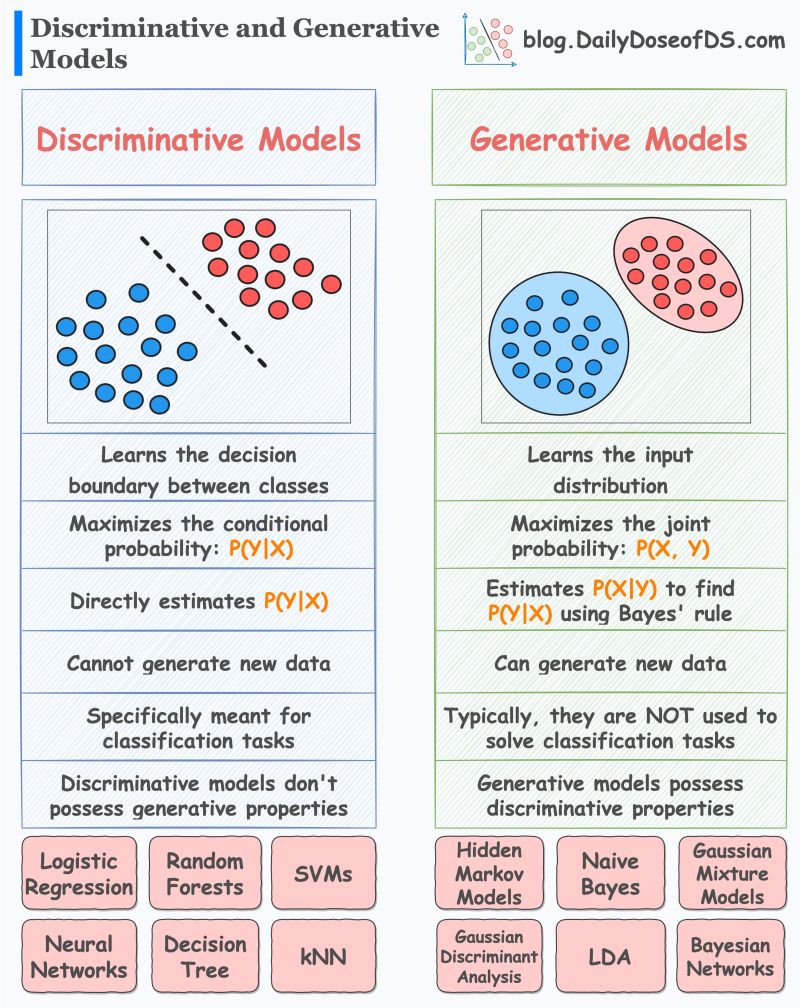 Discriminative and Generative
Models
blog.DailyDoseofDS.com
Discriminative Models
Learns the decision
boundary between classes
Maximizes the conditional
probability: P(Y|X)
Directly estimates P(Y|X)
Cannot generate new data
Specifically meant for
classification tasks
Discriminative models don't
possess generative properties
Logistic
Regression
Random
Forests
SVMs
Neural
Networks
Decision
Tree
kNN
Generative Models
Learns the input
distribution
Maximizes the joint
probability: P(X, Y)
Estimates P(X|Y) to find
P(Y|X) using Bayes' rule
Can generate new data
Typically, they are NOT used to
solve classification tasks
Generative models possess
discriminative properties
Hidden
Markov
Models
Naive
Bayes
Gaussian
Mixture
Models
Gaussian
Discriminant
Analysis
LDA
Bayesian
Networks